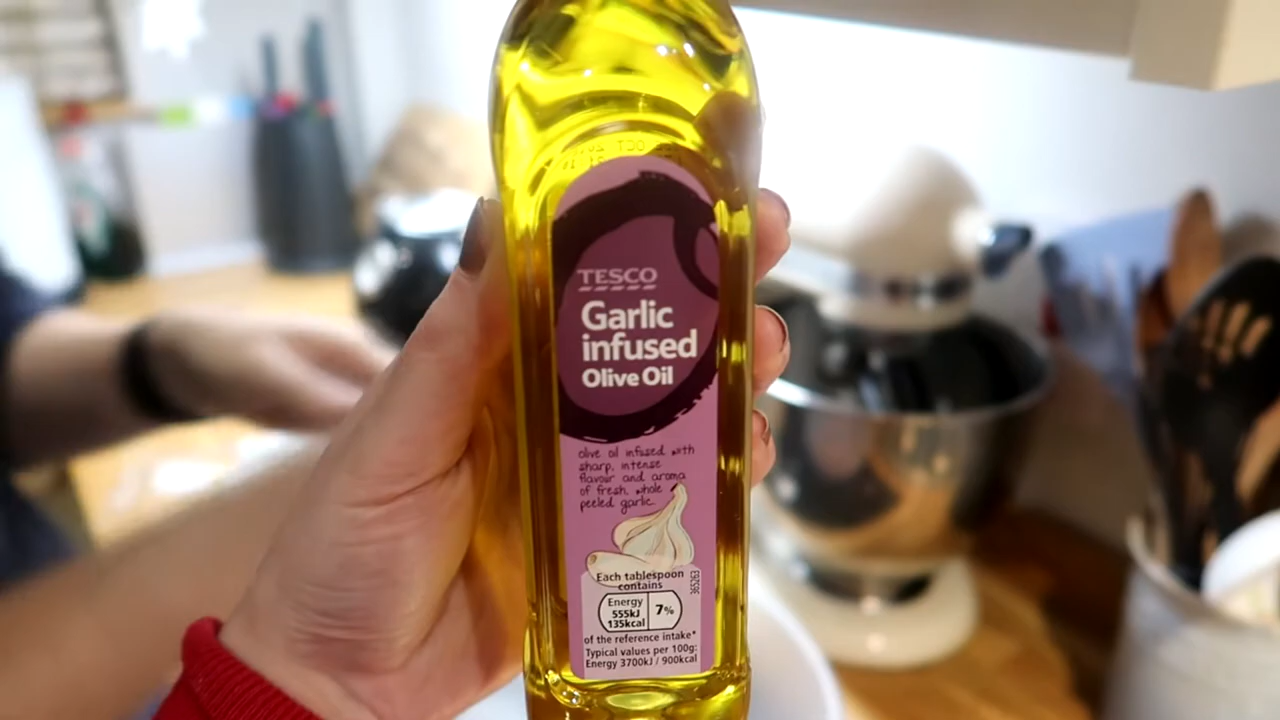 TESCO
Garlic
infused
Olive Oil
olive oil infused with
sharp, intense
flavour and aroma
of fresh, whole
peeled garlic.
Each tablespoon
contains
Energy
555kJ
135kcal
7%
of the reference intake*
Typical values per 100g:
Energy 3700kJ / 900kcal
365263